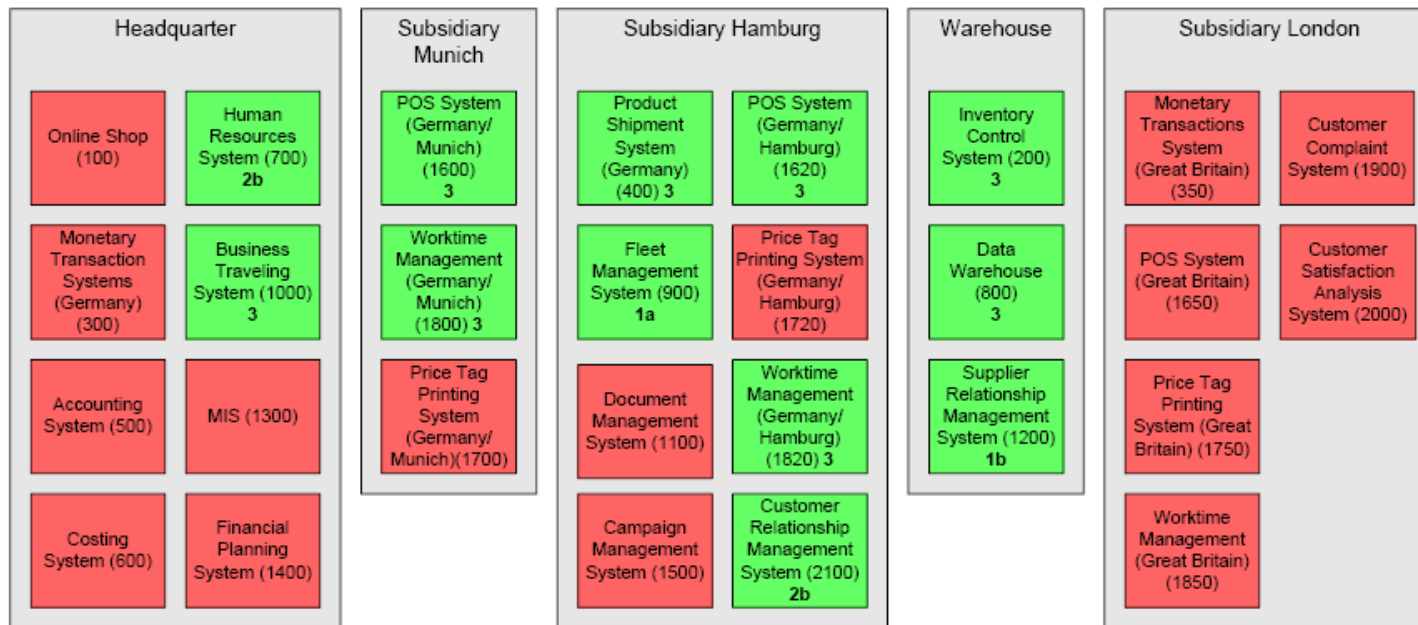 Headquarter
Online Shop
(100)
Human
Resources
System (700)
2b
Monetary
Transaction
Systems
(Germany)
(300)
Business
Traveling
System (1000)
3
Accounting
System (500)
MIS (1300)
Costing
System (600)
Financial
Planning
System (1400)
Subsidiary
Munich
POS System
(Germany/
Munich)
(1600)
3
Worktime
Management
(Germany/
Munich)
(1800) 3
Price Tag
Printing
System
(Germany/
Munich)(1700)
Subsidiary Hamburg
Product
Shipment
System
(Germany)
(400) 3
POS System
(Germany/
Hamburg)
(1620)
3
Fleet
Management
System (900)
1a
Price Tag
Printing System
(Germany/
Hamburg)
(1720)
Document
Management
System (1100)
Worktime
Management
(Germany/
Hamburg)
(1820) 3
Campaign
Management
System (1500)
Customer
Relationship
Management
System (2100)
2b
Warehouse
Inventory
Control
System (200)
3
Data
Warehouse
(800)
3
Supplier
Relationship
Management
System (1200)
1b
Subsidiary London
Monetary
Transactions
System
(Great Britain)
(350)
Customer
Complaint
System (1900)
POS System
(Great Britain)
(1650)
Customer
Satisfaction
Analysis
System (2000)
Price Tag
Printing
System (Great
Britain) (1750)
Worktime
Management
(Great Britain)
(1850)